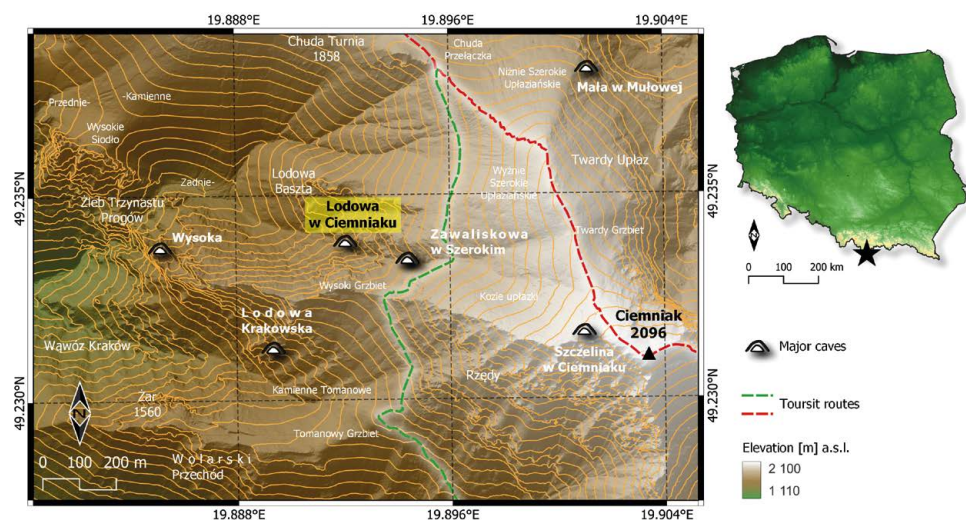 19.888°E
19.896°E
19.904°E
Chuda Turnia
1858
Chuda
Przełączka
Niżnie Szerokie
Upłaziańskie
Mała w Mułowej
Przednie-
-Kamienne
Wysokie
Siodło
Twardy Upłaz
Lodowa
Baszta
Zadnie-
Wyżnie
Szerokie
Upłaziańskie
49.235°N
49.235°N
Żleb Trzynastu
Progów
Lodowa
w Ciemniaku
Wysoka
Zawaliskowa
w Szerokim
Twardy Grzbiet
Wysoki Grzbiet
Kozie upłazki
Lodowa
Krakowska
Ciemniak
2096
Wąwóz Kraków
Szczelina
w Ciemniaku
Rzędy
Kamienne Tomanowe
Żar
1560
49.230°N
49.230°N
N
Tomanowy Grzbiet
Wolarski
Przechód
0 100 200 m
19.888°E
19.896°E
19.904°E
N
0 100 200 km
Major caves
Toursit routes
Elevation [m] a.s.l.
2 100
1 110